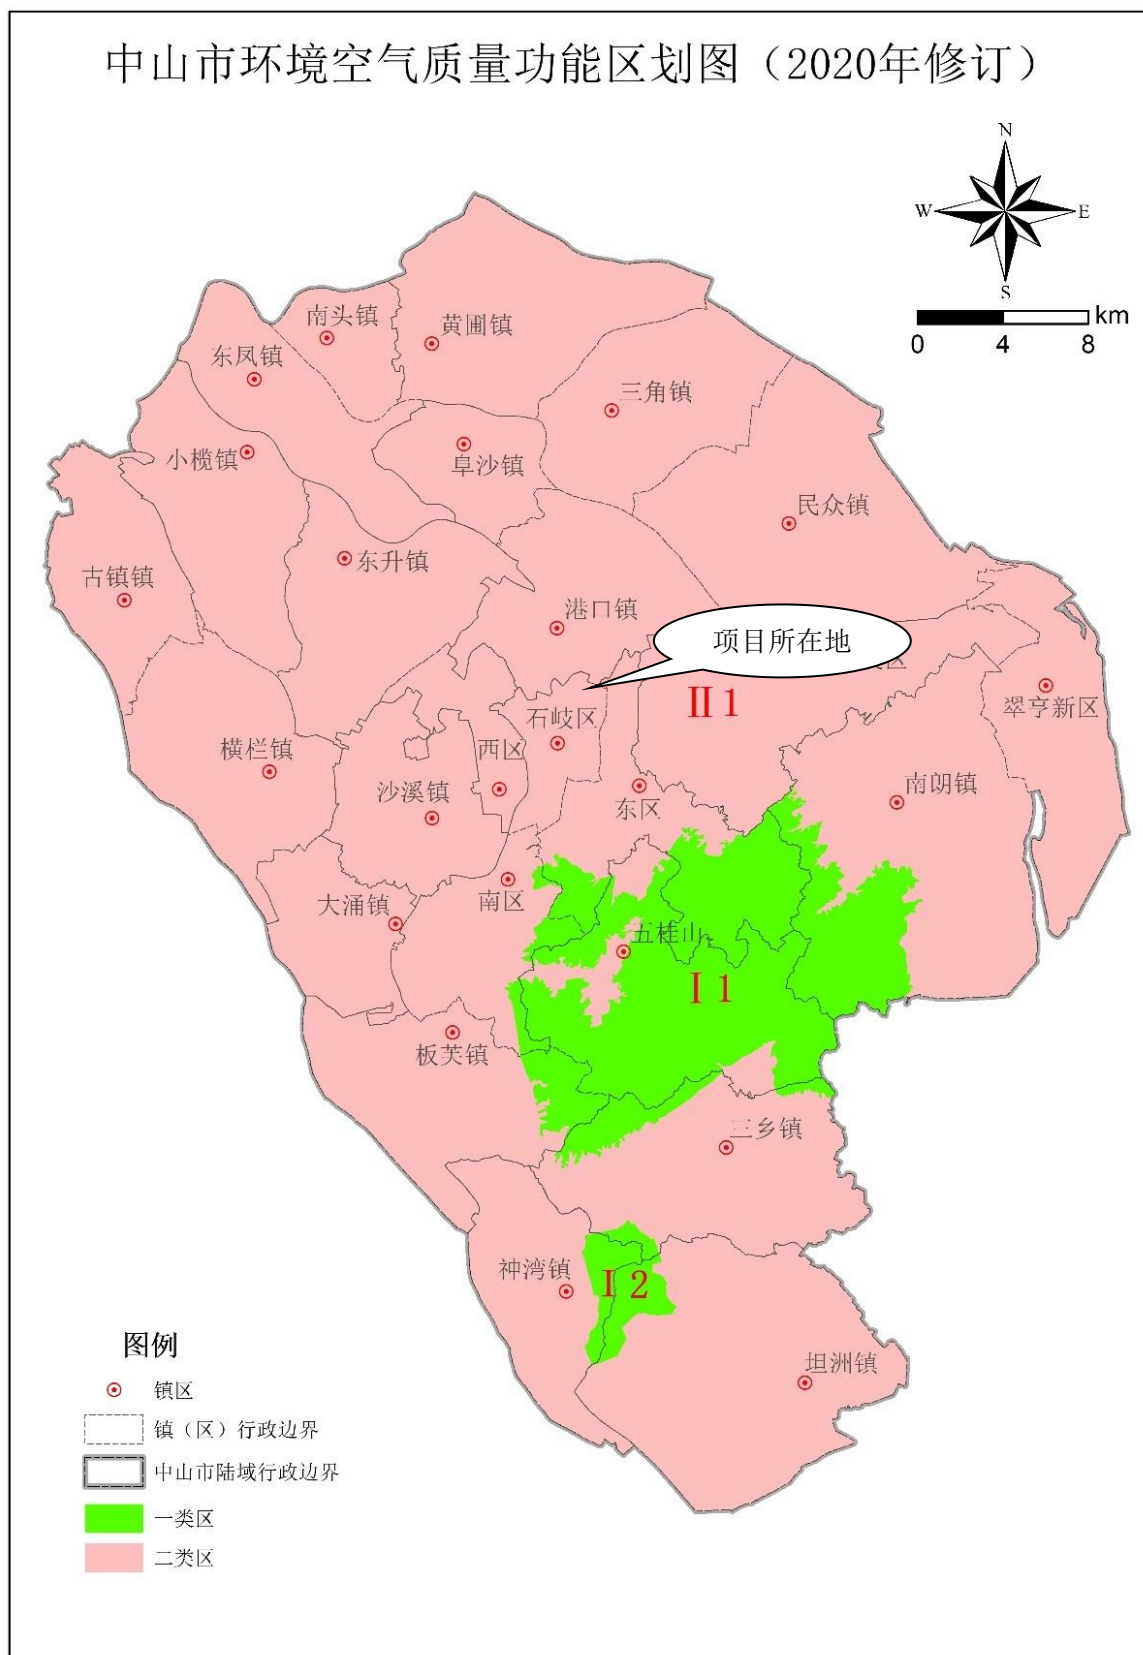 中山市环境空气质量功能区划图（2020年修订）
N
W
E
S
km
0
4
8
南头镇
黄圃镇
东凤镇
三角镇
小榄镇
阜沙镇
民众镇
东升镇
古镇镇
港口镇
项目所在地
区
II 1
翠亨新区
石岐区
横栏镇
西区
沙溪镇
东区
南朗镇
南区
大涌镇
五桂山
I 1
板芙镇
三乡镇
神湾镇
I 2
坦洲镇
图例
镇区
镇（区）行政边界
中山市陆域行政边界
一类区
二类区